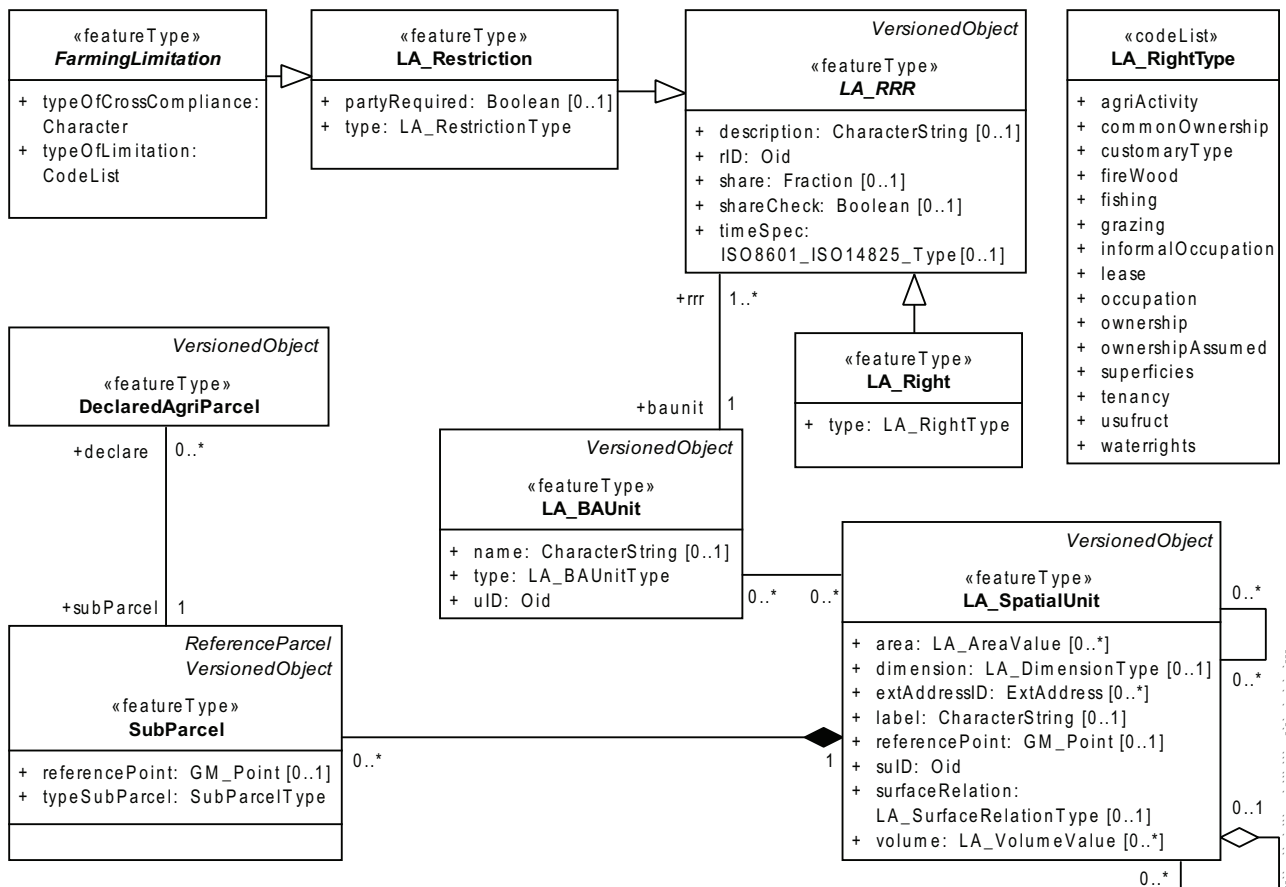 «featureType»
FarmingLimitation
+ typeOfCrossCompliance:
Character
+ typeOfLimitation:
CodeList
«featureType»
LA_Restriction
+ partyRequired: Boolean [0..1]
+ type: LA_RestrictionType
VersionedObject
«featureType»
LA_RRR
+ description: CharacterString [0..1]
+ rID: Oid
+ share: Fraction [0..1]
+ shareCheck: Boolean [0..1]
+ timeSpec:
ISO8601_ISO14825_Type[0..1]
«codeList»
LA_RightType
+ agriActivity
+ commonOwnership
+ customaryType
+ fireWood
+ fishing
+ grazing
+ informalOccupation
+ lease
+ occupation
+ ownership
+ ownershipAssumed
+ superficies
+ tenancy
+ usufruct
+ waterrights
+rrr 1..*
+baunit 1
«featureType»
LA_Right
+ type: LA_RightType
VersionedObject
«featureType»
DeclaredAgriParcel
+declare 0..*
+subParcel 1
VersionedObject
«featureType»
LA_BAUnit
+ name: CharacterString [0..1]
+ type: LA_BAUnitType
+ uID: Oid
0..* 0..*
ReferenceParcel
VersionedObject
«featureType»
SubParcel
+ referencePoint: GM_Point [0..1]
+ typeSubParcel: SubParcelType
0..*
1
VersionedObject
«featureType»
LA_SpatialUnit
+ area: LA_AreaValue [0..*]
+ dimension: LA_DimensionType [0..1]
+ extAddressID: ExtAddress [0..*]
+ label: CharacterString [0..1]
+ referencePoint: GM_Point [0..1]
+ suID: Oid
+ surfaceRelation:
LA_SurfaceRelationType [0..1]
+ volume: LA_VolumeValue [0..*]
0..*
0..*
0..1
0..*